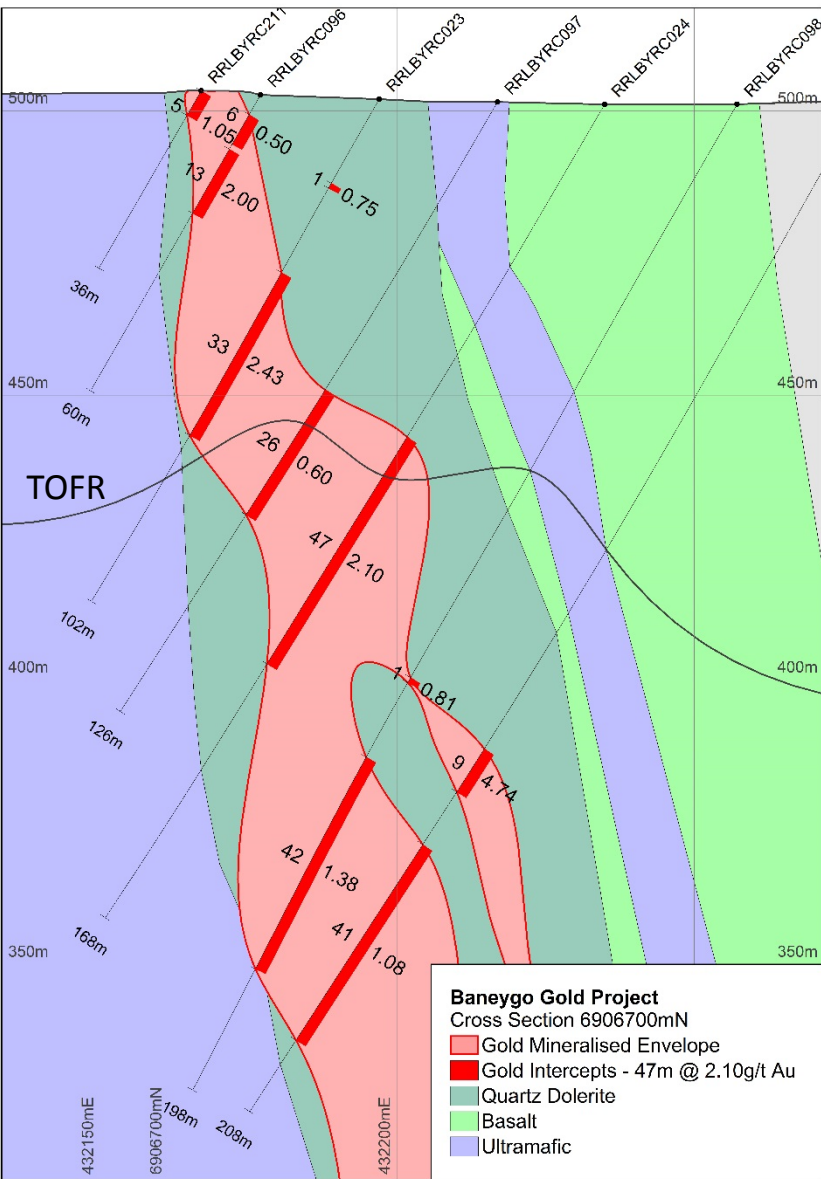 RRLBYRC211
RRLBYRC096
RRLBYRC023
RRLBYRC097
RRLBYRC024
RRLBYRC098
500m
500m
5
1.05
6
0.50
13
2.00
1
0.75
36m
33
2.43
450m
450m
60m
26
0.60
TOFR
47
2.10
102m
400m
400m
1
0.81
126m
9
4.74
42
1.38
168m
41
1.08
350m
350m
198m
208m
432150mE
6906700mN
432200mE
Baneygo Gold Project
Cross Section 6906700mN
Gold Mineralised Envelope
Gold Intercepts - 47m @ 2.10g/t Au
Quartz Dolerite
Basalt
Ultramafic